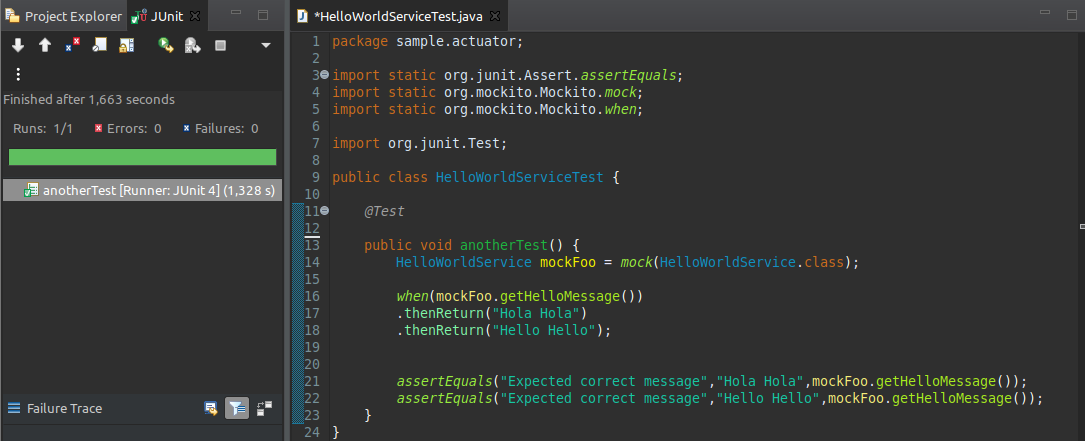 Project Explorer JUnit
Finished after 1,663 seconds
Runs: 1/1 Errors: 0 Failures: 0
anotherTest [Runner: JUnit 4] (1,328 s)
Failure Trace
*HelloWorldServiceTest.java
1 package sample.actuator;
2
3 import static org.junit.Assert.assertEquals;
4 import static org.mockito.Mockito.mock;
5 import static org.mockito.Mockito.when;
6
7 import org.junit.Test;
8
9 public class HelloWorldServiceTest {
10
11 @Test
12
13 public void anotherTest() {
14 HelloWorldService mockFoo = mock(HelloWorldService.class);
15
16 when(mockFoo.getHelloMessage())
17 .thenReturn("Hola Hola")
18 .thenReturn("Hello Hello");
19
20
21 assertEquals("Expected correct message","Hola Hola",mockFoo.getHelloMessage());
22 assertEquals("Expected correct message","Hello Hello",mockFoo.getHelloMessage());
23 }
24 }